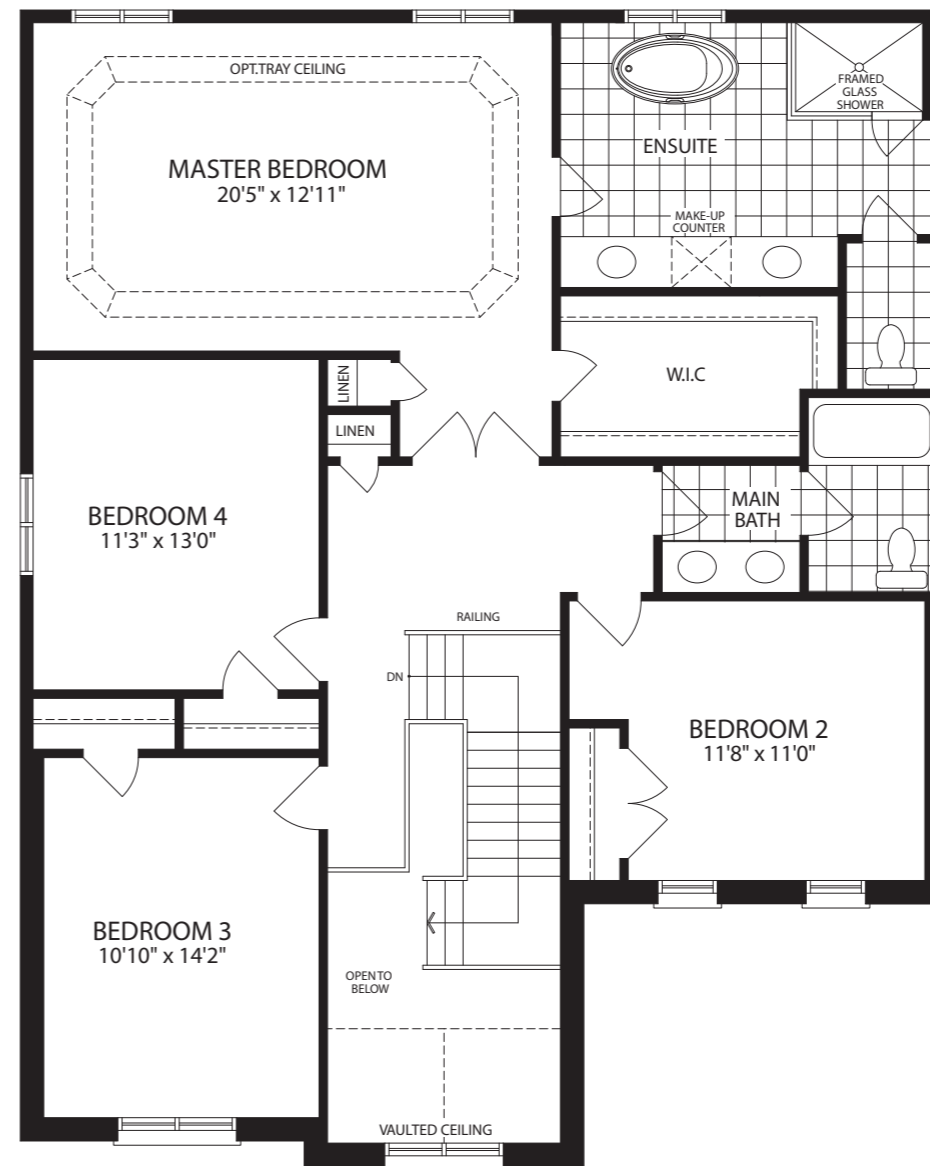 OPT.TRAY CEILING
MASTER BEDROOM
20'5" x 12'11"
FRAMED
GLASS
SHOWER
ENSUITE
MAKE-UP
COUNTER
LINEN
LINEN
W.I.C
BEDROOM 4
11'3" x 13'0"
MAIN
BATH
RAILING
DN
BEDROOM 2
11'8" x 11'0"
BEDROOM 3
10'10" x 14'2"
OPEN TO
BELOW
VAULTED CEILING